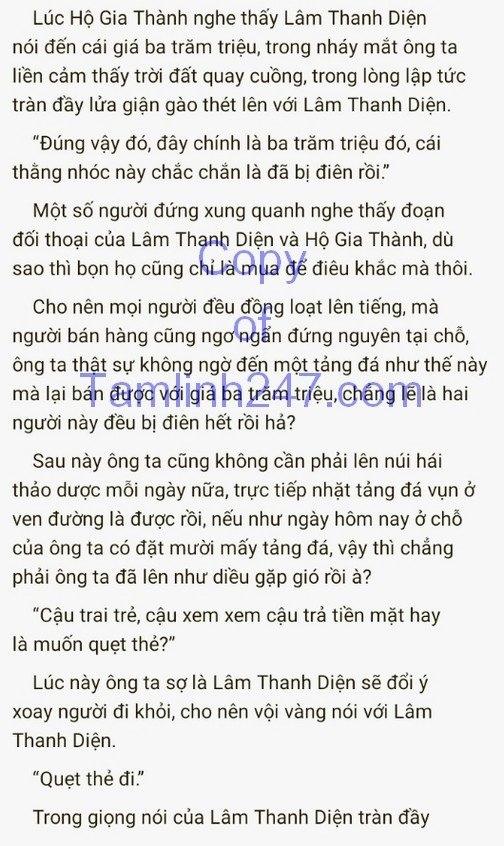 Lúc Hộ Gia Thành nghe thấy Lâm Thanh Diện
nói đến cái giá ba trăm triệu, trong nháy mắt ông ta
liền cảm thấy trời đất quay cuồng, trong lòng lập tức
tràn đầy lửa giận gào thét lên với Lâm Thanh Diện.
“Đúng vậy đó, đây chính là ba trăm triệu đó, cái
thằng nhóc này chắc chắn là đã bị điên rồi.”
Một số người đứng xung quanh nghe thấy đoạn
đối thoại của Lâm Thanh Diện và Hộ Gia Thành, dù
sao thì bọn họ cũng chỉ là mua để điêu khắc mà thôi.
Cho nên mọi người đều đồng loạt lên tiếng, mà
người bán hàng cũng ngơ ngẩn đứng nguyên tại chỗ,
ông ta thật sự không ngờ đến một tảng đá như thế này
mà lại bán được với giá ba trăm triệu, chẳng lẽ là hai
người này đều bị điên hết rồi hả?
Sau này ông ta cũng không cần phải lên núi hái
thảo dược mỗi ngày nữa, trực tiếp nhặt tảng đá vụn ở
ven đường là được rồi, nếu như ngày hôm nay ở chỗ
của ông ta có đặt mười mấy tảng đá, vậy thì chẳng
phải ông ta đã lên như diều gặp gió rồi à?
“Cậu trai trẻ, cậu xem xem cậu trả tiền mặt hay
là muốn quẹt thẻ?”
Lúc này ông ta sợ là Lâm Thanh Diện sẽ đổi ý
xoay người đi khỏi, cho nên vội vàng nói với Lâm
Thanh Diện.
“Quẹt thẻ đi.”
Trong giọng nói của Lâm Thanh Diện tràn đầy
Copy
of
Tamlinh247.com